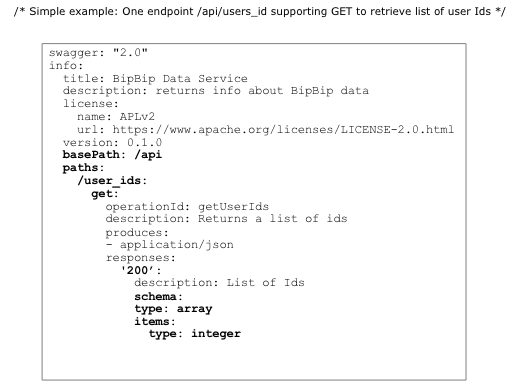 /* Simple example: One endpoint /api/users_id supporting GET to retrieve list of user Ids */
swagger: "2.0"
info:
  title: BipBip Data Service
  description: returns info about BipBip data
  license:
    name: APLv2
    url: https://www.apache.org/licenses/LICENSE-2.0.html
  version: 0.1.0
  basePath: /api
  paths:
    /user_ids:
      get:
        operationId: getUserIds
        description: Returns a list of ids
        produces:
        - application/json
        responses:
          '200’:
            description: List of Ids
            schema:
            type: array
            items:
              type: integer